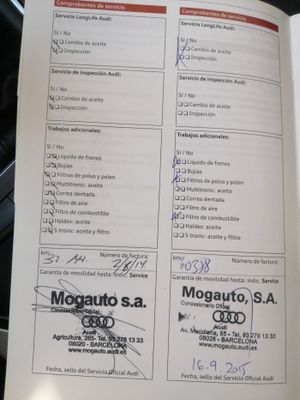 Comprobantes de servicio
Servicio LongLife Audi:
Sí / No
Cambio de aceite
Inspección
Servicio de inspección Audi:
Sí / No
Cambio de aceite
Inspección
Trabajos adicionales:
Sí / No
Líquido de frenos
Bujías
Filtros de polvo y polen
Multitronic: aceite
Correa dentada
Filtro de aire
Filtro de combustible
Haldex: aceite
S tronic: aceite y filtro
km: Número de factura:
Garantía de movilidad hasta: indic. Service
Mogauto s.a.
Concesionario Oficial
Audi
Agricultura, 265- Tel. 93 278 13 33
08020 - BARCELONA
www.mogauto.audi.es
Fecha, sello del Servicio Oficial Audi
Comprobantes de servicio
Servicio LongLife Audi:
Sí / No
Cambio de aceite
Inspección
Servicio de inspección Audi:
Sí / No
Cambio de aceite
Inspección
Trabajos adicionales:
Sí / No
Líquido de frenos
Bujías
Filtros de polvo y polen
Multitronic: aceite
Correa dentada
Filtro de aire
Filtro de combustible
Haldex: aceite
S tronic: aceite y filtro
km: Número de factura:
Garantía de movilidad hasta: indic. Service
Mogauto, S.A.
Concesionario Oficial
Audi
08028 - BARCELONA
www.mogauto.audi.es
16.9.2015
Fecha, sello del Servicio Oficial Audi